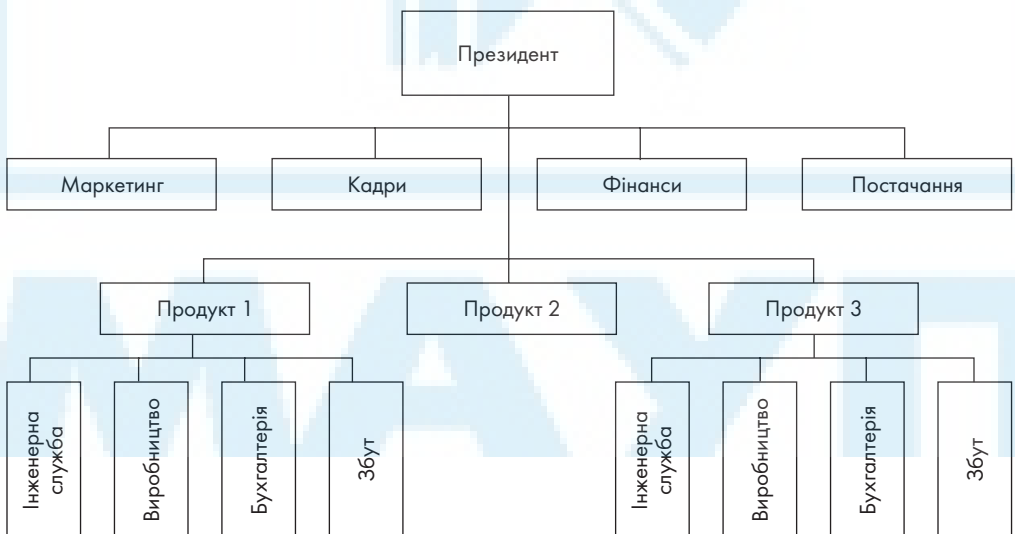 Президент
Маркетинг
Кадри
Фінанси
Постачання
Продукт 1
Продукт 2
Продукт 3
Інженерна
служба
Виробництво
Бухгалтерія
Збут
Інженерна
служба
Виробництво
Бухгалтерія
Збут
МАУП